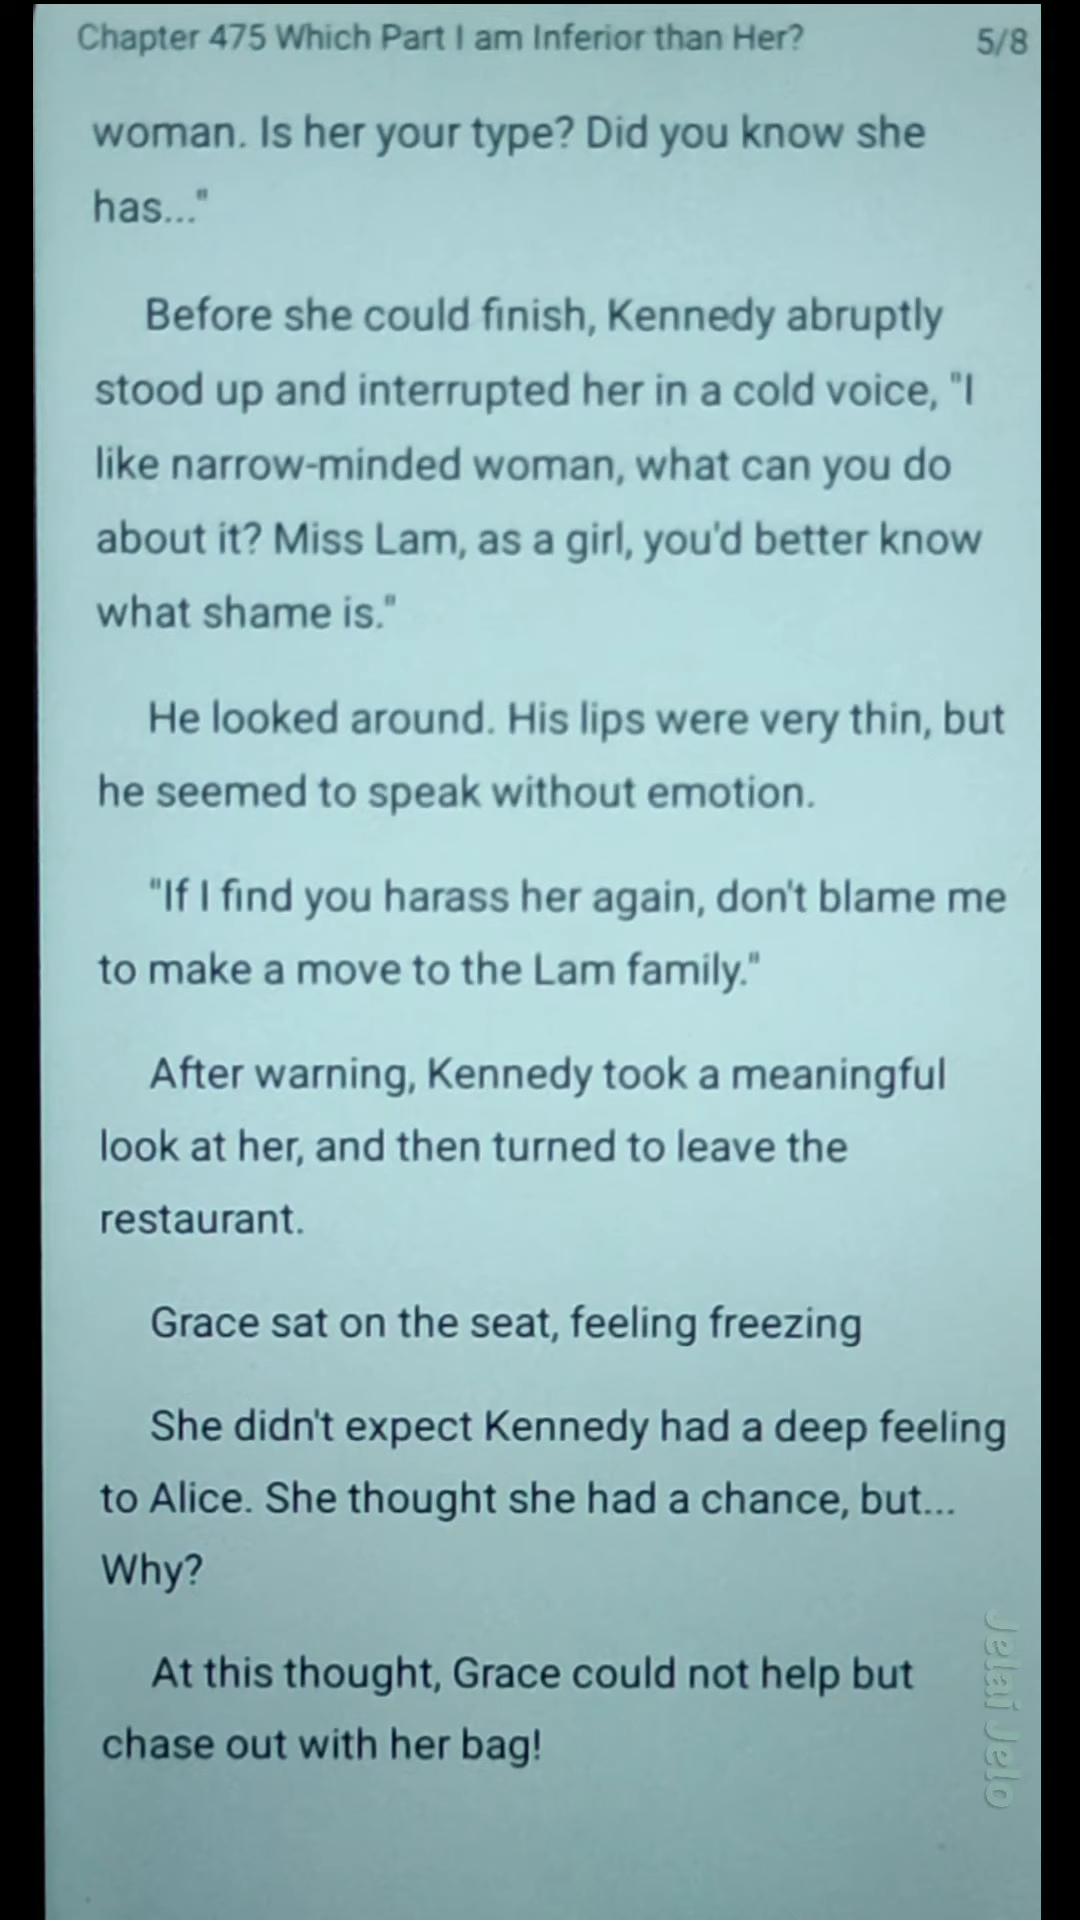 Chapter 475 Which Part I am Inferior than Her?
5/8
woman. Is her your type? Did you know she
has..."
Before she could finish, Kennedy abruptly
stood up and interrupted her in a cold voice, "I
like narrow-minded woman, what can you do
about it? Miss Lam, as a girl, you'd better know
what shame is."
He looked around. His lips were very thin, but
he seemed to speak without emotion.
"If I find you harass her again, don't blame me
to make a move to the Lam family."
After warning, Kennedy took a meaningful
look at her, and then turned to leave the
restaurant.
Grace sat on the seat, feeling freezing
She didn't expect Kennedy had a deep feeling
to Alice. She thought she had a chance, but...
Why?
At this thought, Grace could not help but
chase out with her bag!
Jelai Jelo